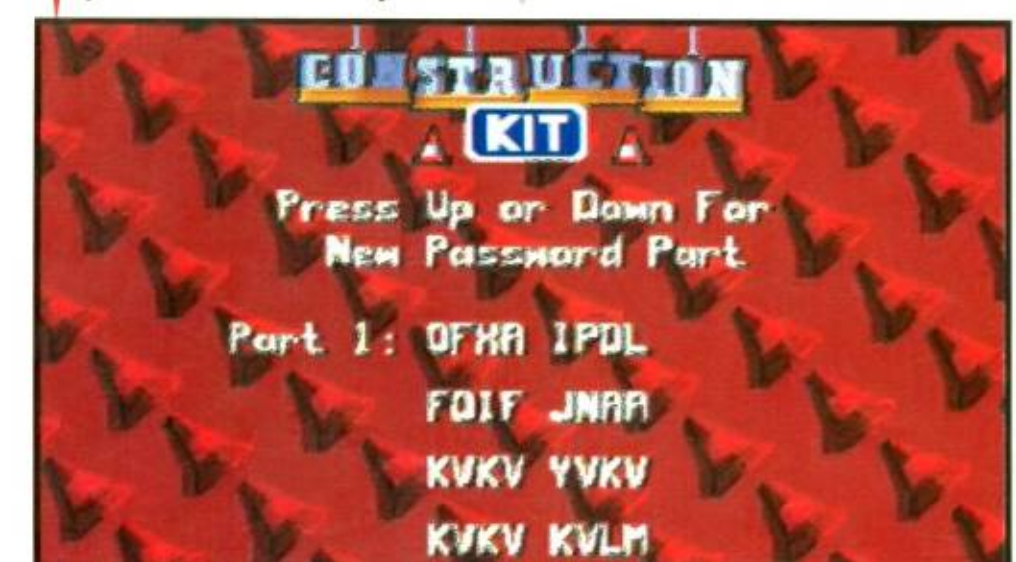 CONSTRUCTION
KIT
Press Up or Down For
New Password Part
Part 1: OFXA IPDL
FQIF JNAA
KVKV YVKV
KVKV KVLM